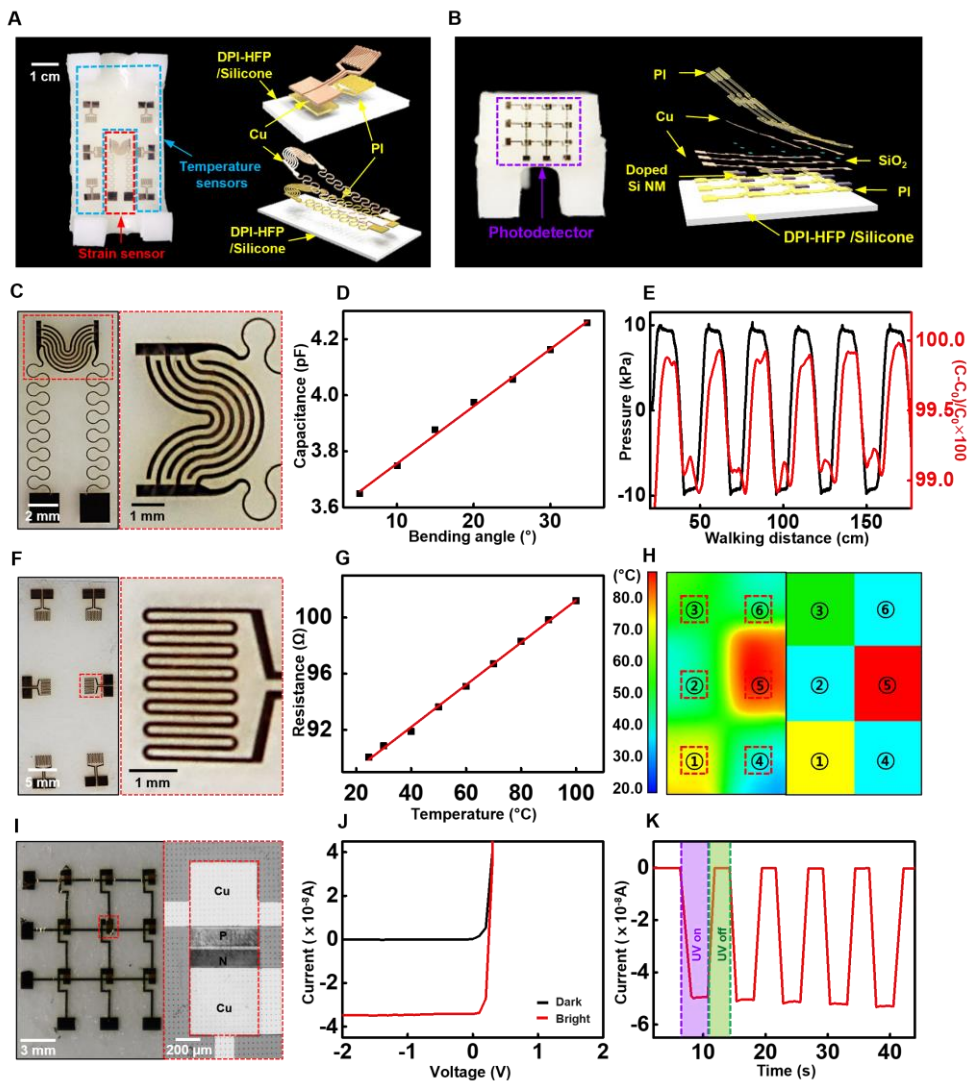 A
1 cm
DPI-HFP
/Silicone
Cu
PI
Temperature
sensors
DPI-HFP
/Silicone
Strain sensor
B
PI
Cu
SiO2
Doped
Si NM
PI
Photodetector
DPI-HFP /Silicone
C
2 mm
1 mm
D
Capacitance (pF)
4.2
4.0
3.8
3.6
10
20
30
Bending angle (°)
E
Pressure (kPa)
10
0
-10
100.0
99.5
99.0
(C-C0)/C0×100
50
100
150
Walking distance (cm)
F
5 mm
1 mm
G
Resistance (Ω)
100
96
92
20
40
60
80
100
Temperature (°C)
H
(°C)
80.0
70.0
60.0
50.0
40.0
30.0
20.0
③
⑥
②
⑤
①
④
③
⑥
②
⑤
①
④
I
3 mm
Cu
P
N
Cu
200 μm
J
Current ( × 10-8A)
4
2
0
-2
-4
Dark
Bright
-2
-1
0
1
2
Voltage (V)
K
Current ( × 10-8A)
0
-2
-4
-6
UV on
UV off
10
20
30
40
Time (s)